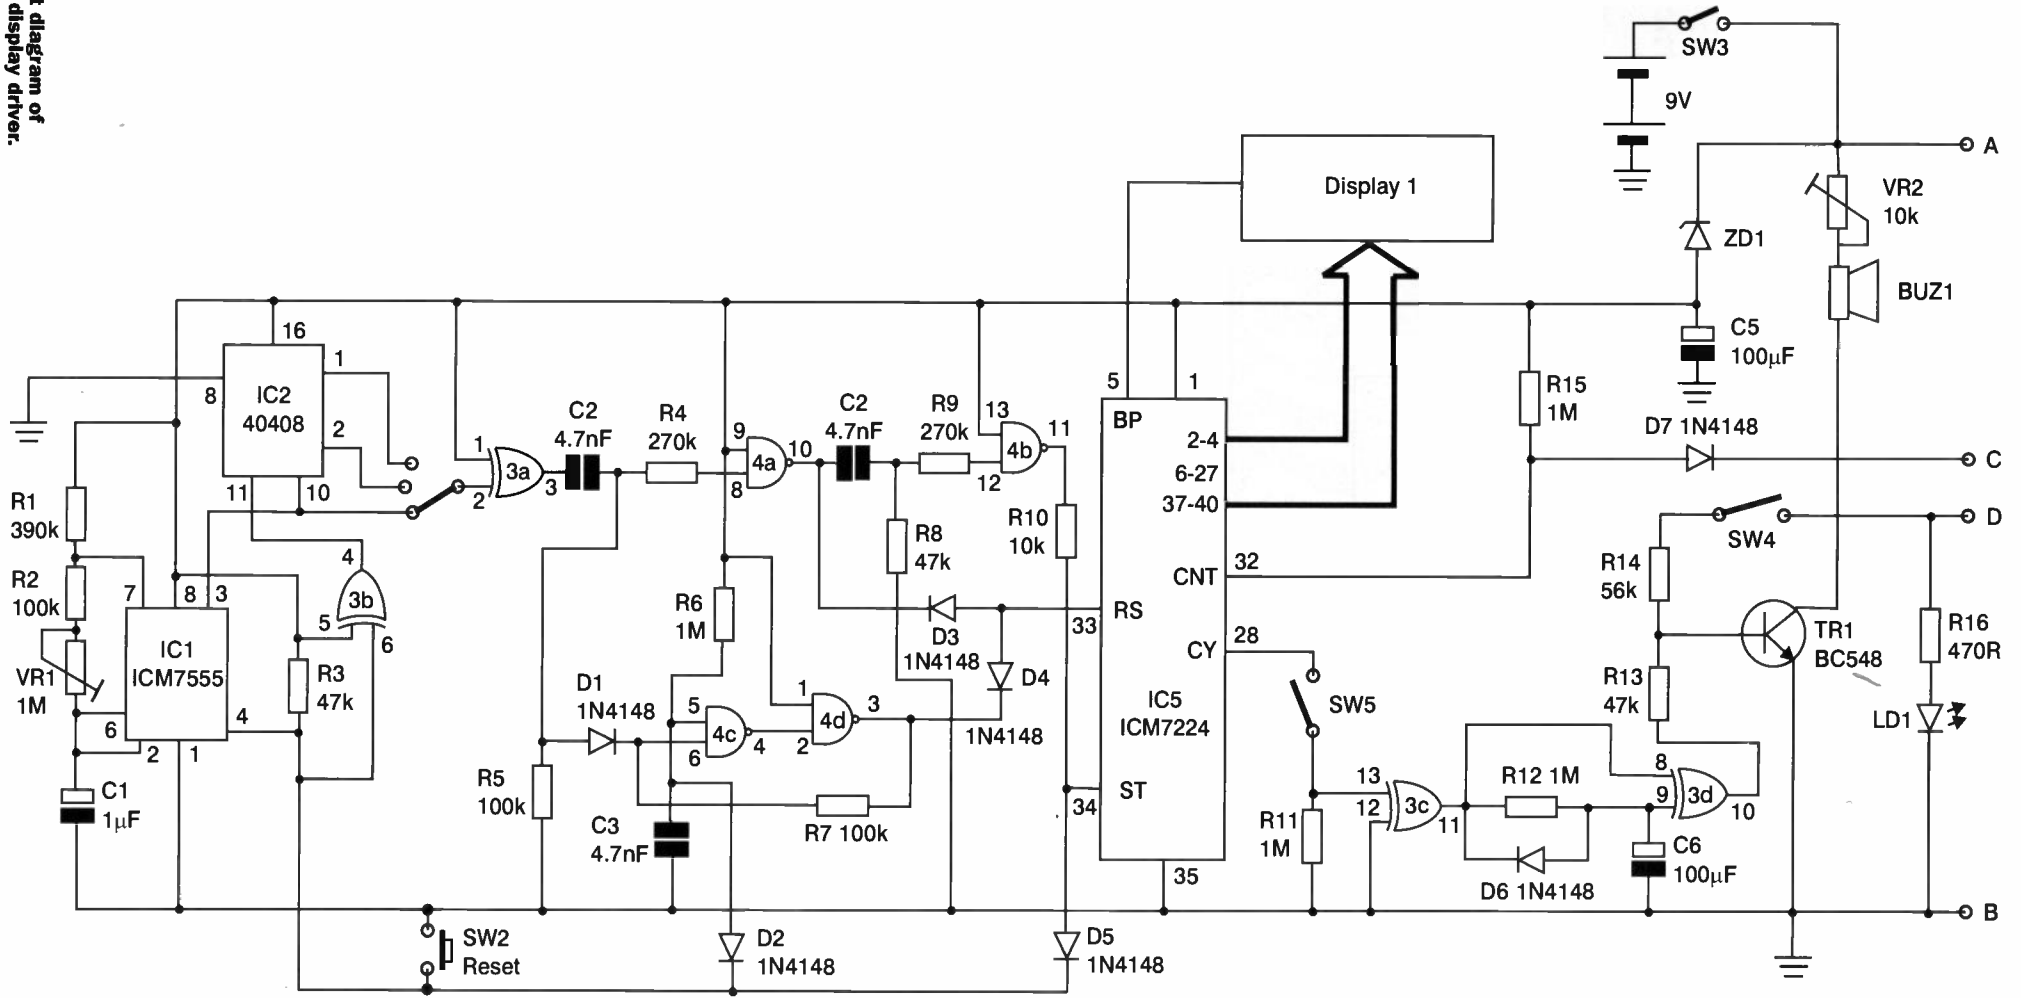 t diagram of
display driver.
SW3
9V
A
Display 1
VR2
10k
ZD1
BUZ1
16
1
IC2
40408
8
2
11
10
C5
100µF
5
1
BP
R15
1M
D7 1N4148
C
C2
4.7nF
R4
270k
1
3a
2
3
9
4a
8
10
C2
4.7nF
R9
270k
13
4b
12
11
2-4
6-27
37-40
R1
390k
R2
100k
VR1
1M
7
8
3
4
3b
5
6
IC1
ICM7555
R3
47k
6
2
1
4
C1
1µF
R8
47k
R10
10k
SW4
D
R14
56k
CNT
32
R6
1M
D3
1N4148
RS
33
D4
1N4148
CY
28
TR1
BC548
R16
470R
D1
1N4148
5
4c
6
4
1
4d
2
3
IC5
ICM7224
SW5
R13
47k
LD1
R5
100k
C3
4.7nF
R7 100k
ST
34
35
R11
1M
13
12
3c
11
R12 1M
8
9
3d
10
D6 1N4148
C6
100µF
B
SW2
Reset
D2
1N4148
D5
1N4148